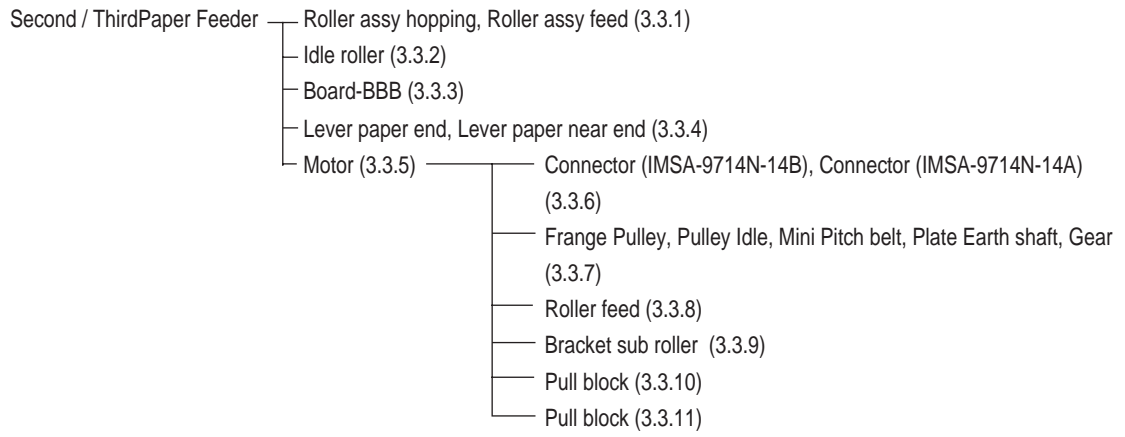 Second / ThirdPaper Feeder
Roller assy hopping, Roller assy feed (3.3.1)
Idle roller (3.3.2)
Board-BBB (3.3.3)
Lever paper end, Lever paper near end (3.3.4)
Motor (3.3.5)
Connector (IMSA-9714N-14B), Connector (IMSA-9714N-14A)
(3.3.6)
Frange Pulley, Pulley Idle, Mini Pitch belt, Plate Earth shaft, Gear
(3.3.7)
Roller feed (3.3.8)
Bracket sub roller (3.3.9)
Pull block (3.3.10)
Pull block (3.3.11)